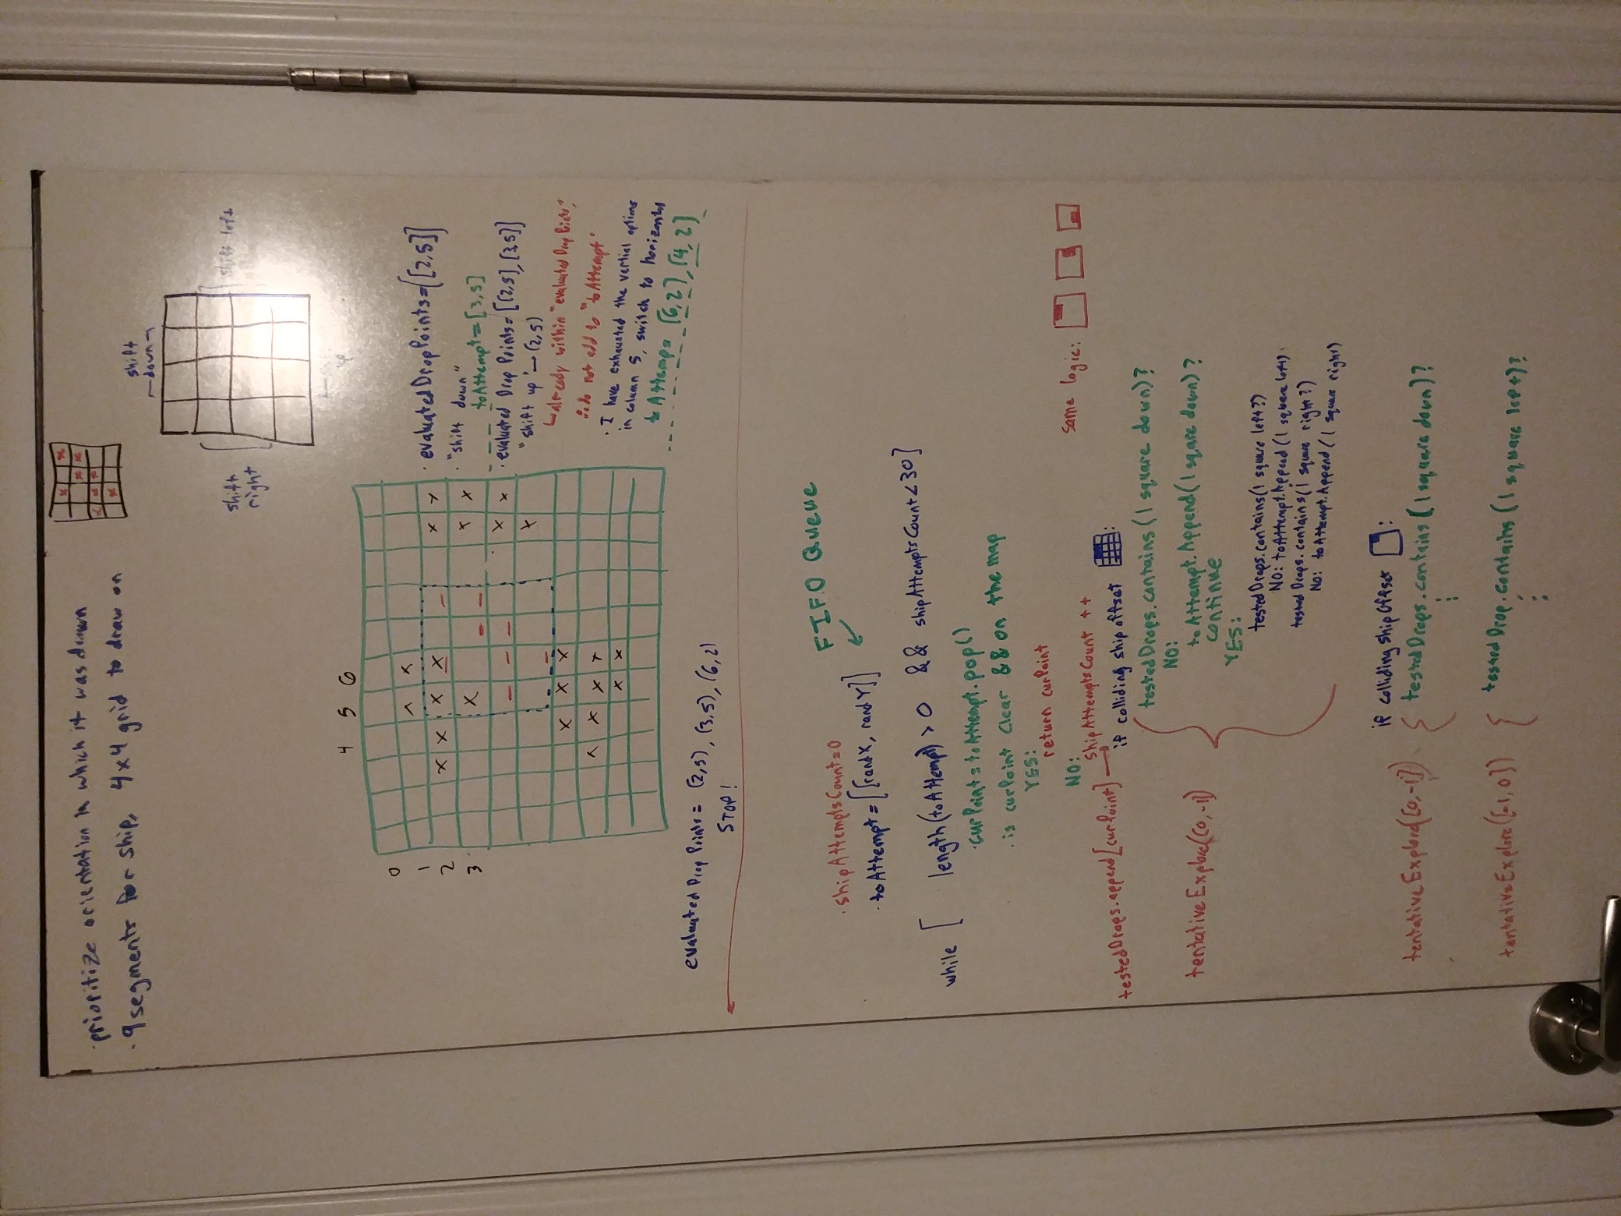 · prioritize orientation in which it was drawn
· 9 segments for ship, 4x4 grid to draw on
shift
down
shift
right
shift left
4 5 6
0
1
2
3
· evaluatedDropPoints=[[2,5]]
· "shift down"
toAttempt=[3,5]
· evaluated Drop Points=[[2,5],[3,5]]
"shift up" → (2,5)
↳ already within "evaluated Drop Points,"
∴ do not add to "toAttempt"
· I have exhausted the vertial options
in column 5, switch to horizontal
to Attemp= [6,2], [4,2]
evaluated Drop Points = (2,5), (3,5), (6,2)
STOP!
FIFO Queue
· shipAttemptsCount=0
· toAttempt=[[randX, randY]]
while [ length(toAttempt) > 0 && shipAttemptsCount<30]
· curPoint=toAttempt.pop()
· is curPoint clear && on the map
YES:
return curPoint
NO:
same logic:
shipAttemptsCount ++
testedDrops.append[curPoint] →
if colliding ship offset :
testedDrops.contains(1 square down)?
NO:
toAttempt.Append(1 square down)?
continue
YES:
tentativeExplore([0,-1])
testedDrops.contains(1 square left?)
NO: toAttempt.Append(1 square left)
testedDrops.contains(1 square right?)
NO: toAttempt.Append(1 square right)
if colliding shipOffset :
tentativeExplore([0,-1])
testedDrops.contains(1 square down)?
tentativeExplore([-1,0])
testedDrop.contains(1 square left)?